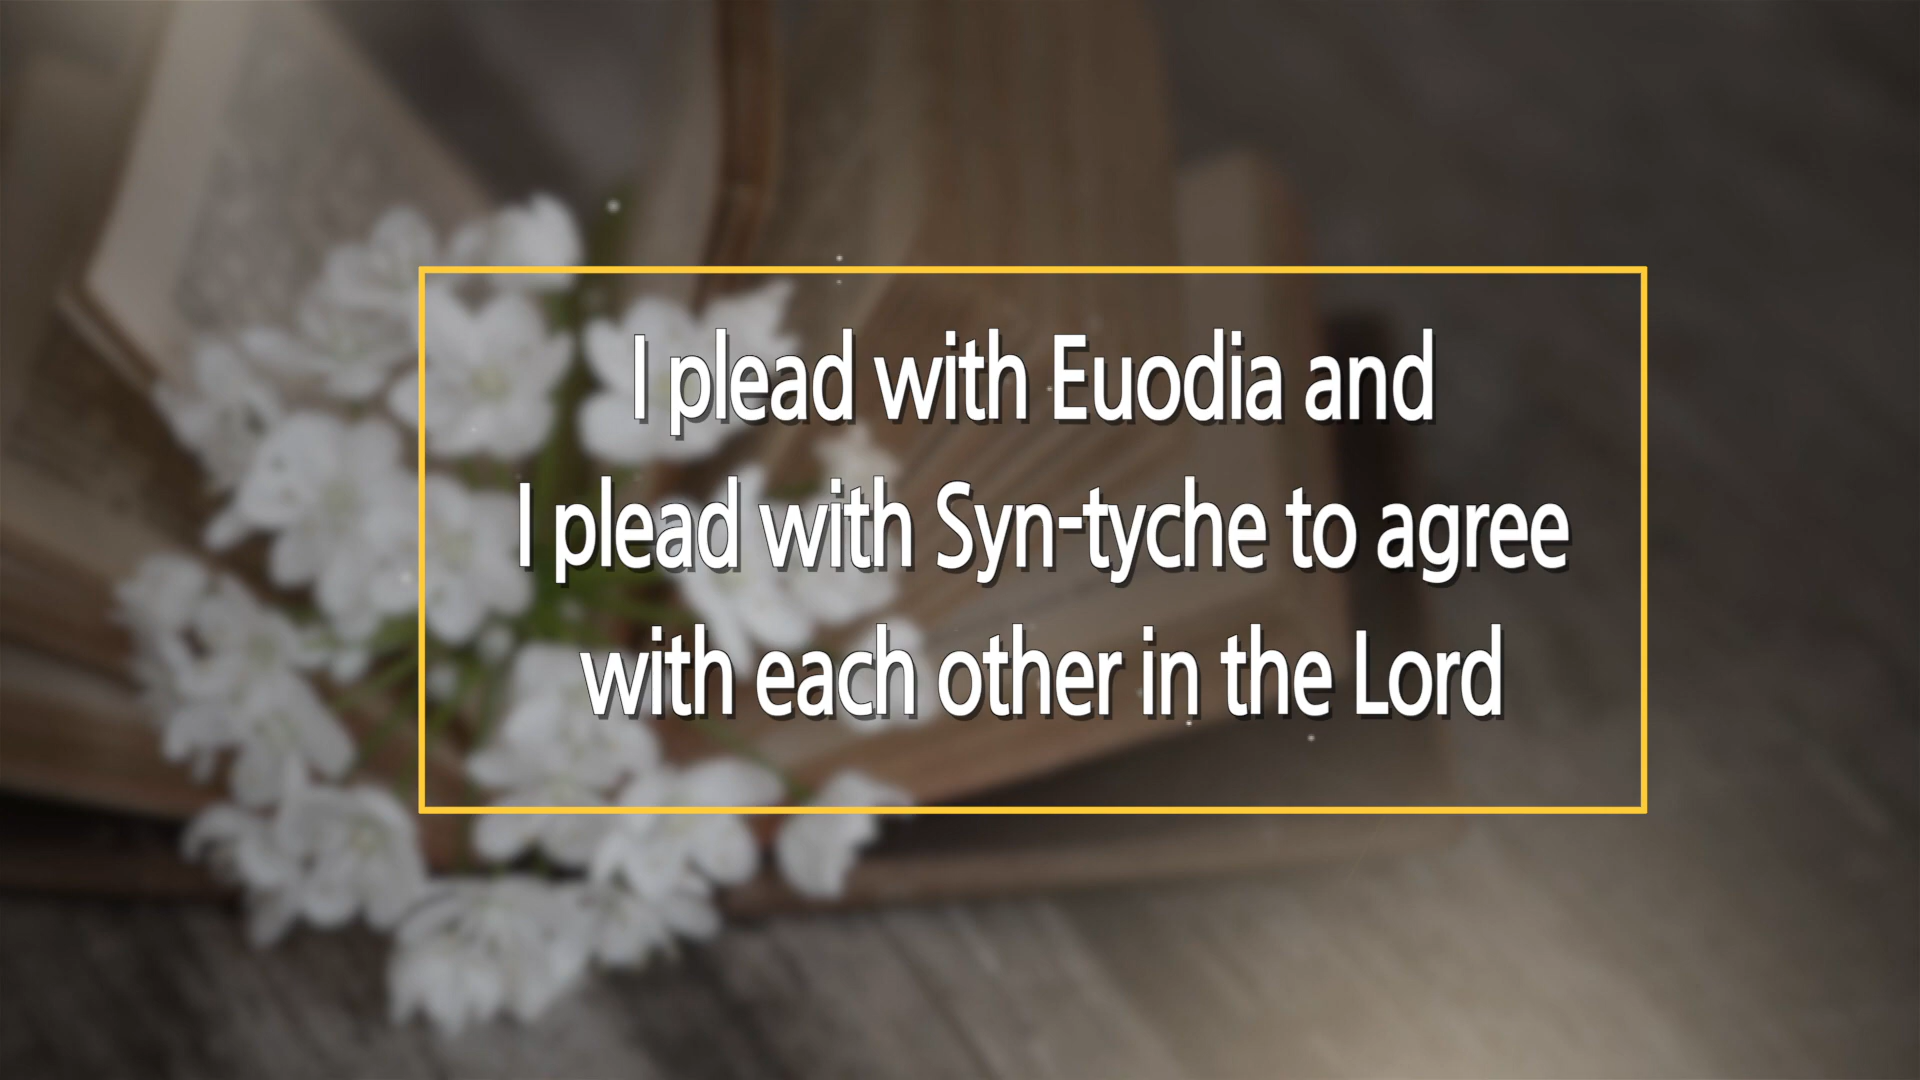 I plead with Euodia and
I plead with Syn-tyche to agree
with each other in the Lord